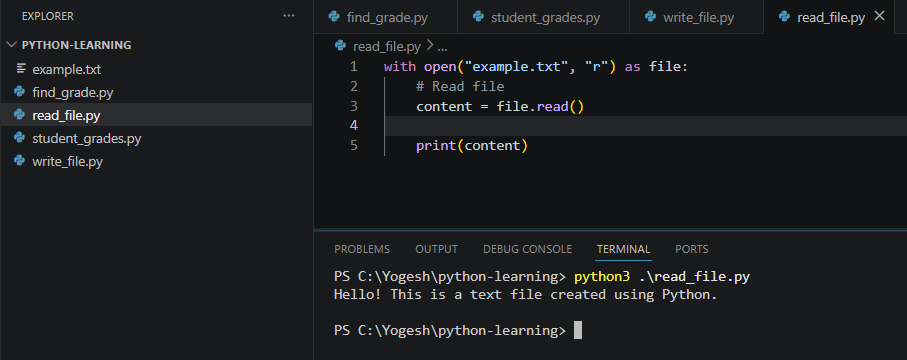 EXPLORER
PYTHON-LEARNING
example.txt
find_grade.py
read_file.py
student_grades.py
write_file.py
find_grade.py student_grades.py write_file.py read_file.py
read_file.py > ...
1 with open("example.txt", "r") as file:
2     # Read file
3     content = file.read()
4
5     print(content)
PROBLEMS OUTPUT DEBUG CONSOLE TERMINAL PORTS
PS C:\Yogesh\python-learning> python3 .\read_file.py
Hello! This is a text file created using Python.
PS C:\Yogesh\python-learning>